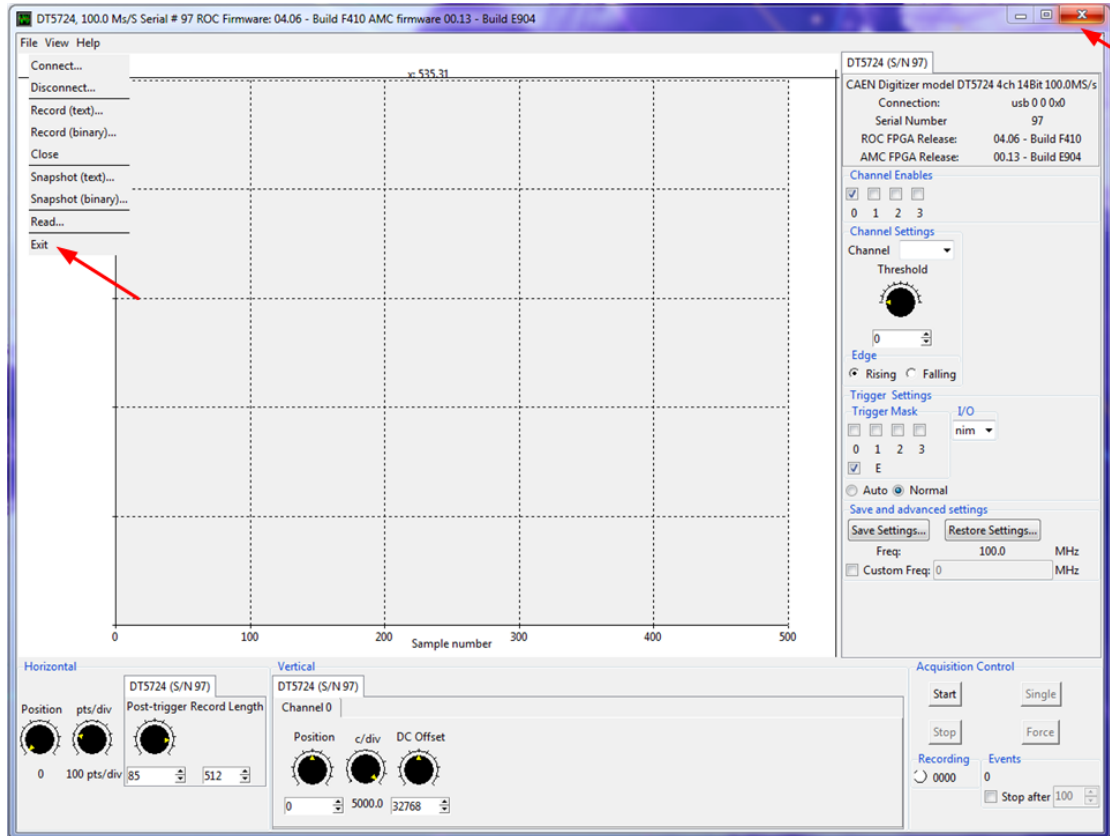 DT5724, 100.0 Ms/S Serial # 97 ROC Firmware: 04.06 - Build F410 AMC firmware 00.13 - Build E904
File View Help
Connect...
Disconnect...
Record (text)...
Record (binary)...
Close
Snapshot (text)...
Snapshot (binary)...
Read...
Exit
x: 535.31
0 100 200 300 400 500
Sample number
DT5724 (S/N 97)
CAEN Digitizer model DT5724 4ch 14Bit 100.0MS/s
Connection: usb 0 0 0x0
Serial Number 97
ROC FPGA Release: 04.06 - Build F410
AMC FPGA Release: 00.13 - Build E904
Channel Enables
0 1 2 3
Channel Settings
Channel
Threshold
0
Edge
Rising Falling
Trigger Settings
Trigger Mask I/O
nim
0 1 2 3
E
Auto Normal
Save and advanced settings
Save Settings... Restore Settings...
Freq: 100.0 MHz
Custom Freq: 0 MHz
Horizontal
DT5724 (S/N 97)
Position pts/div Post-trigger Record Length
0 100 pts/div 85 512
Vertical
DT5724 (S/N 97)
Channel 0
Position c/div DC Offset
0 5000.0 32768
Acquisition Control
Start Single
Stop Force
Recording Events
0000 0
Stop after 100